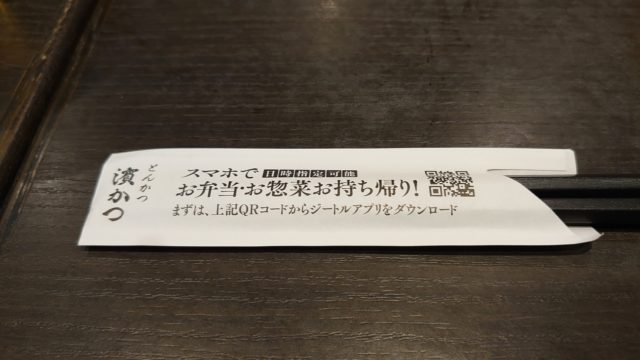 とんかつ
濵かつ
スマホで 日時指定可能
お弁当・お惣菜お持ち帰り!
まずは、上記QRコードからジートルアプリをダウンロード